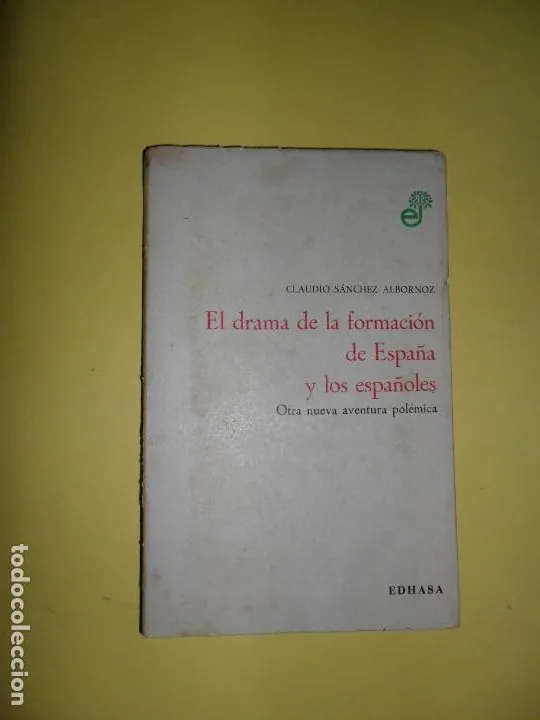 CLAUDIO SÁNCHEZ ALBORNOZ
El drama de la formación
de España
y los españoles
Otra nueva aventura polémica
EDHASA
todocoleccion